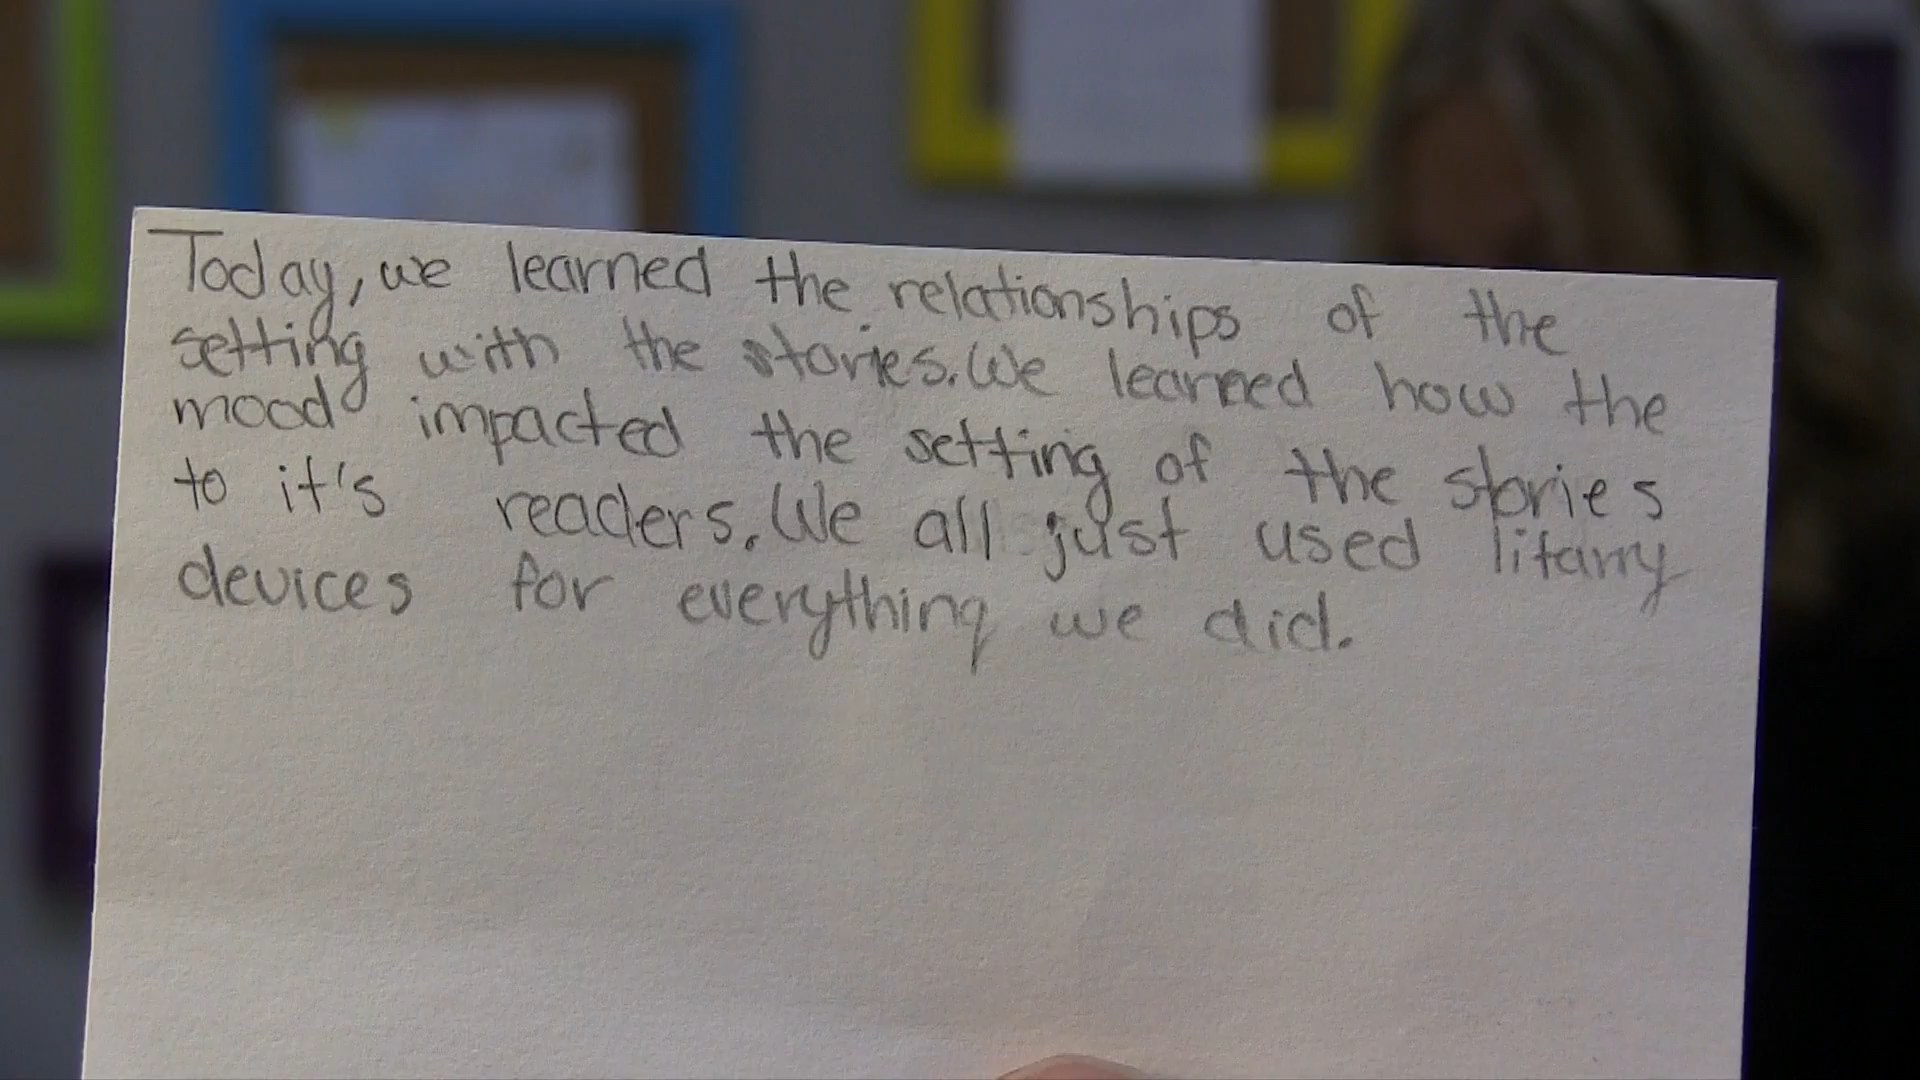 Today, we learned the relationships of the
setting with the stories. We learned how the
mood impacted the setting of the stories
to it's readers. We all just used litarry
devices for everything we did.